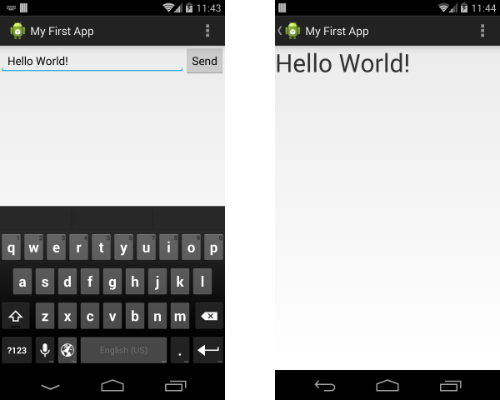 11:43
My First App
Hello World!
Send
q w e r t y u i o p
a s d f g h j k l
z x c v b n m
?123
English (US)
.
11:44
My First App
Hello World!